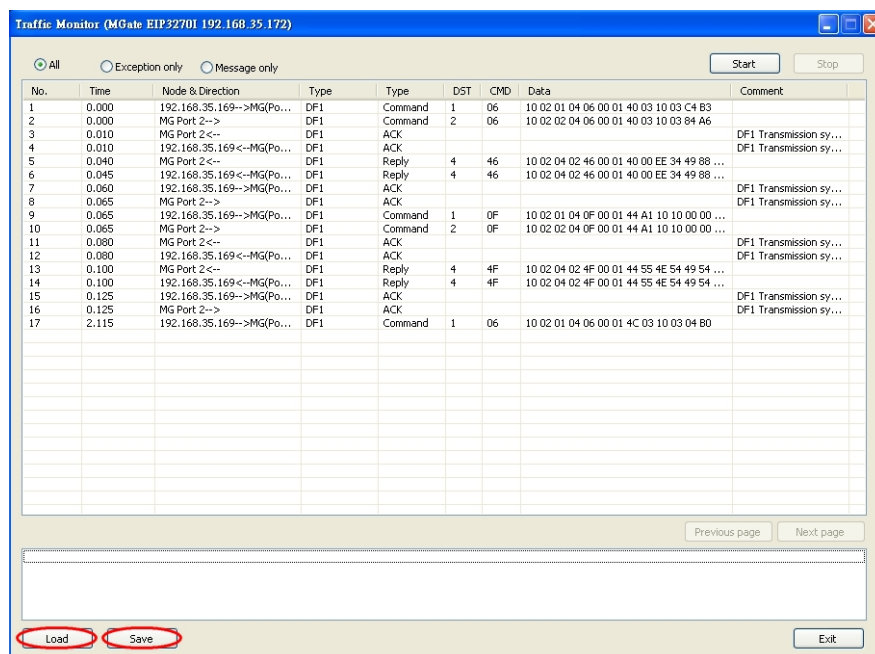 Traffic Monitor (MGate EIP3270I 192.168.35.172)
All Exception only Message only Start Stop
No. Time Node & Direction Type Type DST CMD Data Comment
1 0.000 192.168.35.169-->MG(Po... DF1 Command 1 06 10 02 01 04 06 00 01 40 03 10 03 C4 B3
2 0.000 MG Port 2--> DF1 Command 2 06 10 02 02 04 06 00 01 40 03 10 03 84 A6
3 0.010 MG Port 2<-- DF1 ACK DF1 Transmission sy...
4 0.010 192.168.35.169<--MG(Po... DF1 ACK DF1 Transmission sy...
5 0.040 MG Port 2<-- DF1 Reply 4 46 10 02 04 02 46 00 01 40 00 EE 34 49 88 ...
6 0.045 192.168.35.169<--MG(Po... DF1 Reply 4 46 10 02 04 02 46 00 01 40 00 EE 34 49 88 ...
7 0.060 192.168.35.169-->MG(Po... DF1 ACK DF1 Transmission sy...
8 0.065 MG Port 2--> DF1 ACK DF1 Transmission sy...
9 0.065 192.168.35.169-->MG(Po... DF1 Command 1 0F 10 02 01 04 0F 00 01 44 A1 10 10 00 00 ...
10 0.065 MG Port 2--> DF1 Command 2 0F 10 02 02 04 0F 00 01 44 A1 10 10 00 00 ...
11 0.080 MG Port 2<-- DF1 ACK DF1 Transmission sy...
12 0.080 192.168.35.169<--MG(Po... DF1 ACK DF1 Transmission sy...
13 0.100 MG Port 2<-- DF1 Reply 4 4F 10 02 04 02 4F 00 01 44 55 4E 54 49 54 ...
14 0.100 192.168.35.169<--MG(Po... DF1 Reply 4 4F 10 02 04 02 4F 00 01 44 55 4E 54 49 54 ...
15 0.125 192.168.35.169-->MG(Po... DF1 ACK DF1 Transmission sy...
16 0.125 MG Port 2--> DF1 ACK DF1 Transmission sy...
17 2.115 192.168.35.169-->MG(Po... DF1 Command 1 06 10 02 01 04 06 00 01 4C 03 10 03 04 B0
Previous page Next page
Load Save Exit